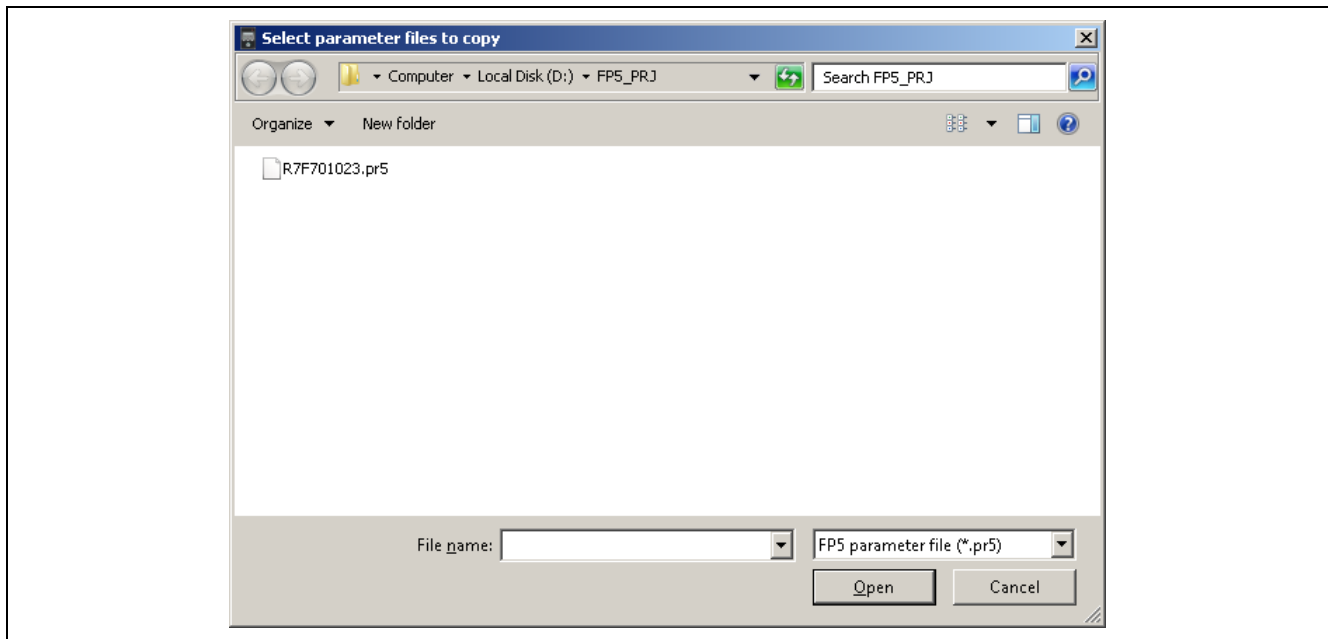 Select parameter files to copy
Computer Local Disk (D:) FP5_PRJ Search FP5_PRJ
Organize New folder
R7F701023.pr5
File name: FP5 parameter file (*.pr5)
Open Cancel